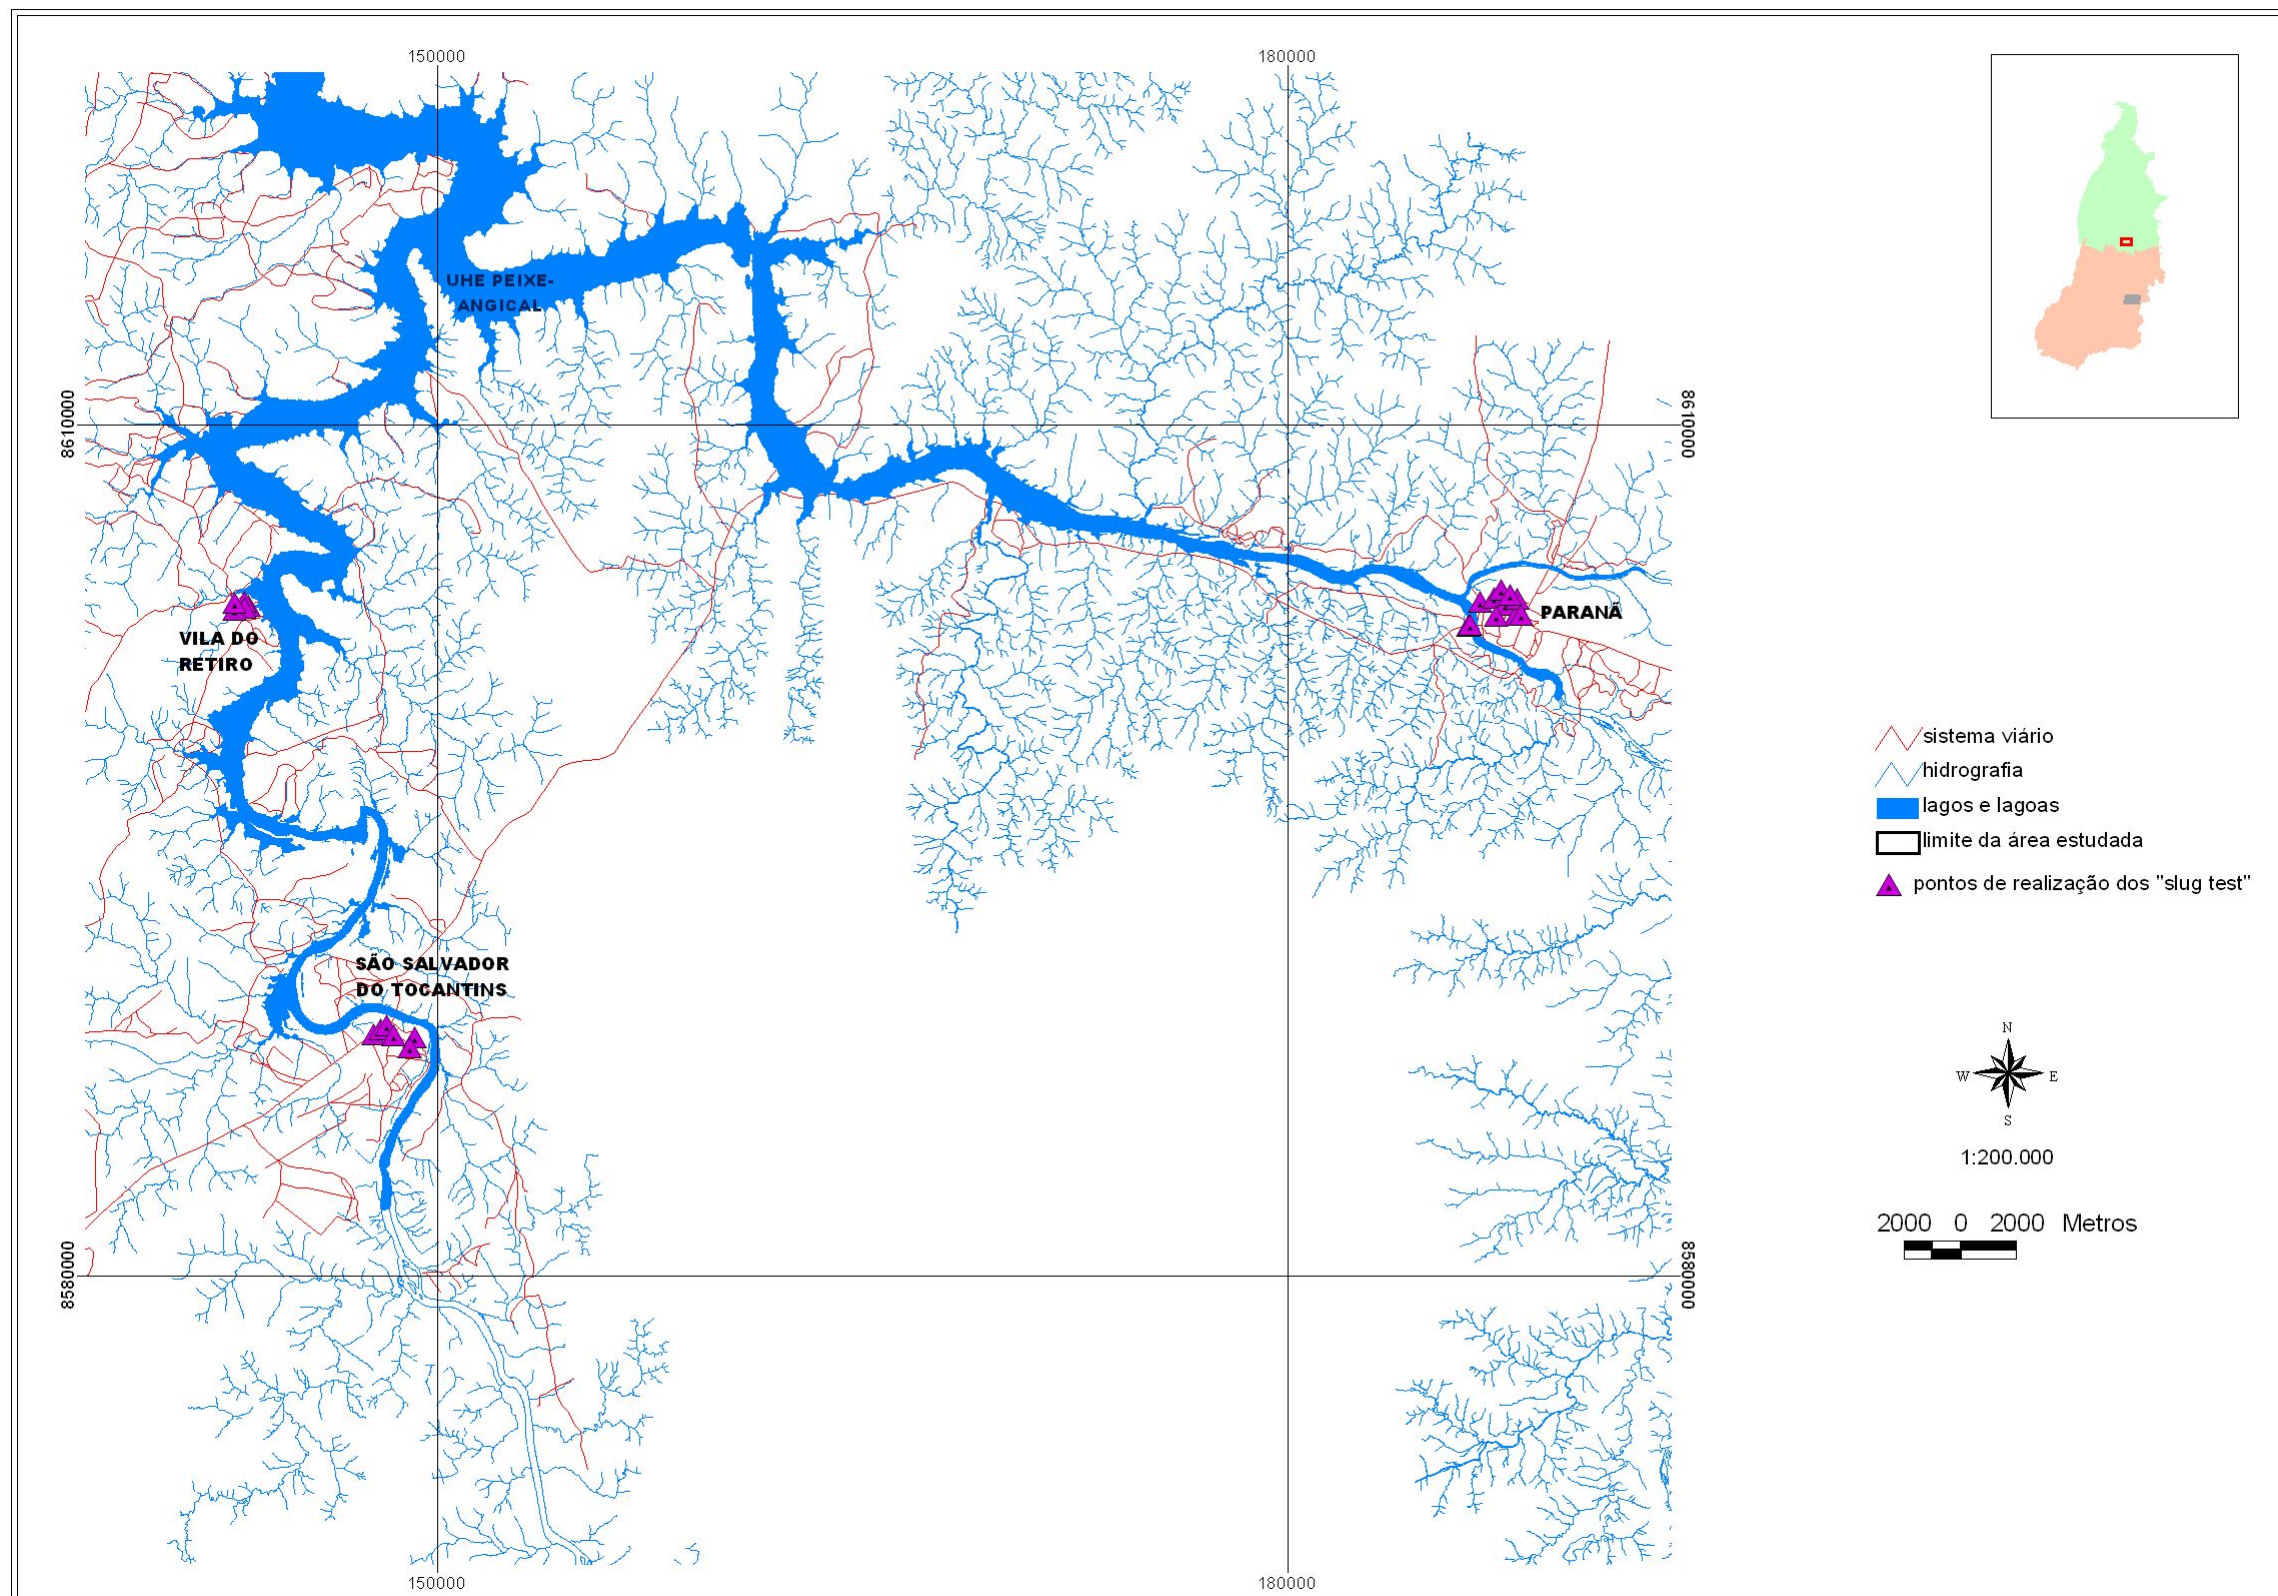 150000
180000
8610000
8610000
UHE PEIXE-
ANGICAL
VILA DO
RETIRO
PARANÃ
sistema viário
hidrografia
lagos e lagoas
limite da área estudada
pontos de realização dos "slug test"
SÃO SALVADOR
DO TOCANTINS
N
W
E
S
1:200.000
2000 0 2000 Metros
8580000
8580000
150000
180000